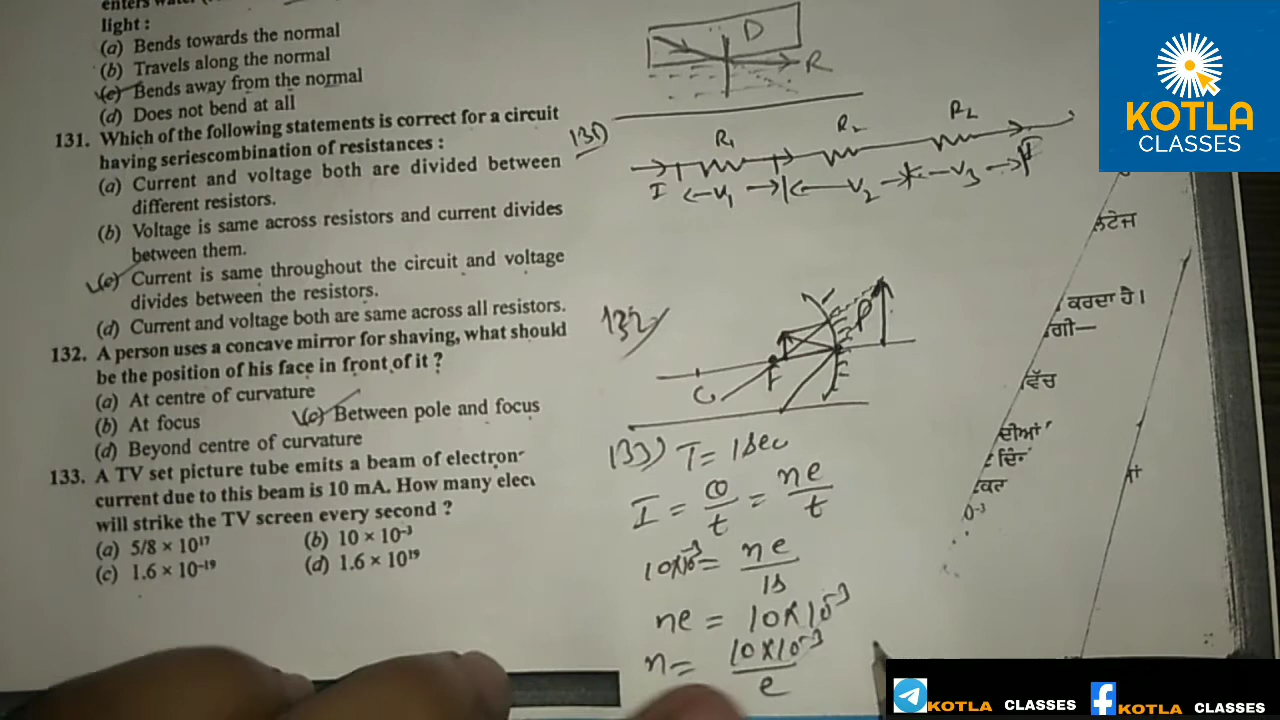 enters water
light :
(a) Bends towards the normal
(b) Travels along the normal
(c) Bends away from the normal
(d) Does not bend at all
131. Which of the following statements is correct for a circuit
having seriescombination of resistances :
(a) Current and voltage both are divided between
different resistors.
(b) Voltage is same across resistors and current divides
between them.
(c) Current is same throughout the circuit and voltage
divides between the resistors.
(d) Current and voltage both are same across all resistors.
132. A person uses a concave mirror for shaving, what should
be the position of his face in front of it ?
(a) At centre of curvature
(b) At focus (c) Between pole and focus
(d) Beyond centre of curvature
133. A TV set picture tube emits a beam of electron
current due to this beam is 10 mA. How many elec
will strike the TV screen every second ?
(a) 5/8 × 10¹⁷ (b) 10 × 10⁻³
(c) 1.6 × 10⁻¹⁹ (d) 1.6 × 10¹⁹
D
R
131)
R₁ R₂ R₂
I V₁ V₂ V₃ I
132)
C F P
133) T = 1sec
I = Q/t = ne/t
10×10⁻³ = ne/1s
ne = 10×10⁻³
n = 10×10⁻³/e
KOTLA
CLASSES
ਲਟੇਜ
ਕਰਦਾ ਹੈ।
ਗੀ—
ਵਿੱਚ
ਦੀਆਂ
ਦਿਨ
0⁻³
KOTLA CLASSES
KOTLA CLASSES